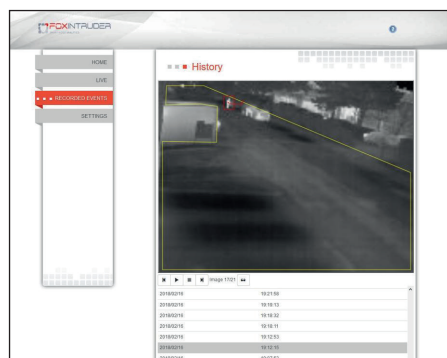 FOXINTRUDER
HOME
LIVE
RECORDED EVENTS
SETTINGS
History
Image 17/21
2018/02/16 19:21:56
2018/02/16 19:19:13
2018/02/16 19:18:32
2018/02/16 19:18:11
2018/02/16 19:12:53
2018/02/16 19:12:15